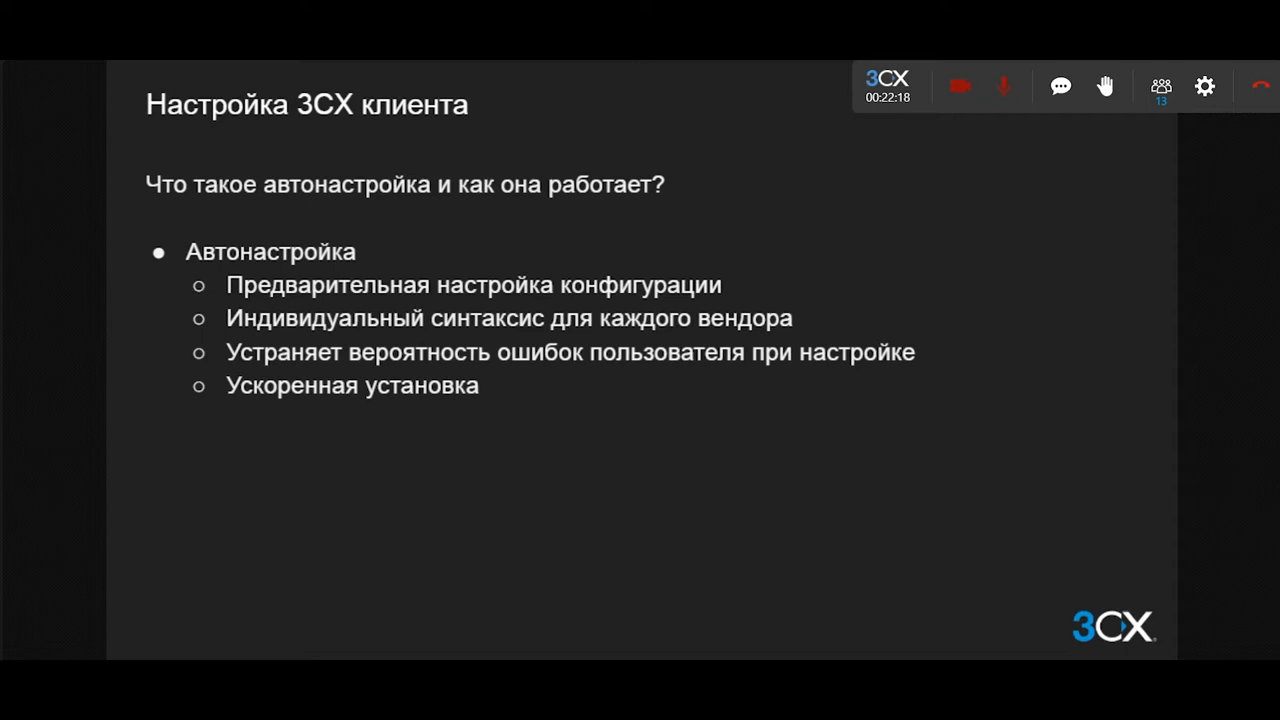 3CX
00:22:18
13
Настройка 3CX клиента
Что такое автонастройка и как она работает?
● Автонастройка
○ Предварительная настройка конфигурации
○ Индивидуальный синтаксис для каждого вендора
○ Устраняет вероятность ошибок пользователя при настройке
○ Ускоренная установка
3CX